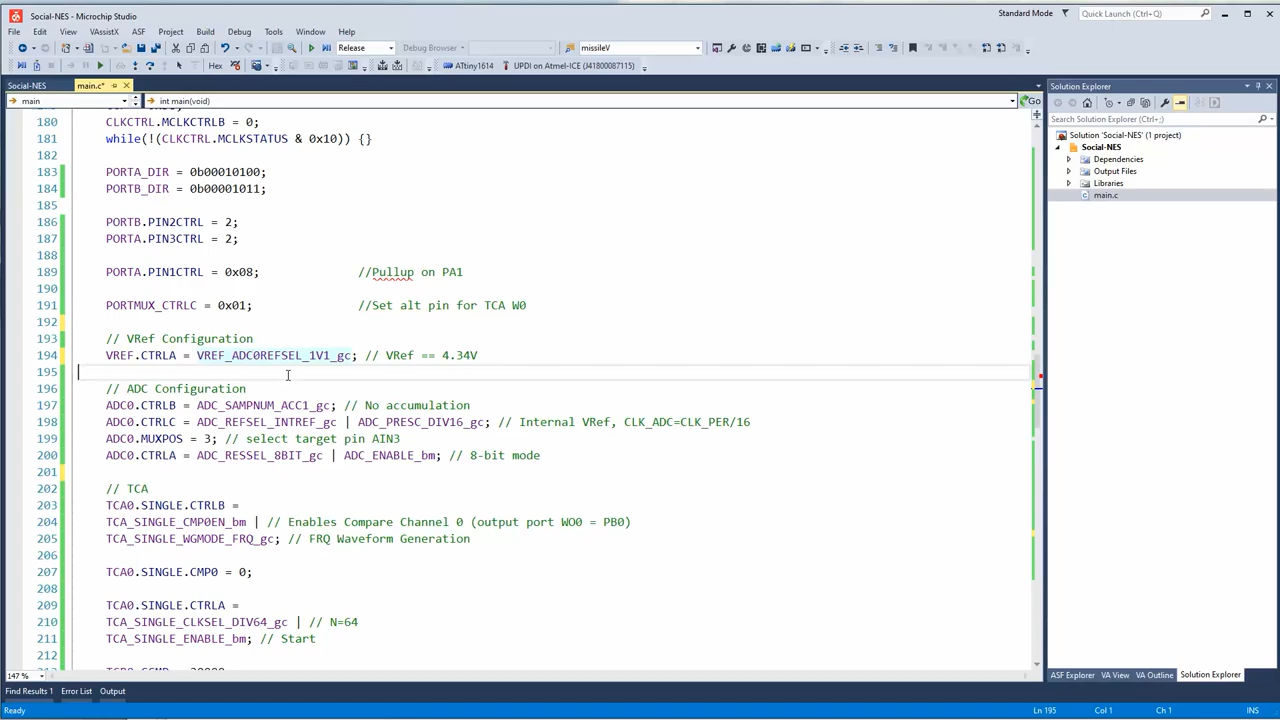 Social-NES - Microchip Studio
Standard Mode
Quick Launch (Ctrl+;)
File Edit View VAssistX ASF Project Build Debug Tools Window Help
Release
Debug Browser
missileV
Hex
ATtiny1614
UPDI on Atmel-ICE (J41800087115)
Social-NES
main.c*
main
int main(void)
Go
180 CLKCTRL.MCLKCTRLB = 0;
181 while(!(CLKCTRL.MCLKSTATUS & 0x10)) {}
182
183 PORTA_DIR = 0b00010100;
184 PORTB_DIR = 0b00001011;
185
186 PORTB.PIN2CTRL = 2;
187 PORTA.PIN3CTRL = 2;
188
189 PORTA.PIN1CTRL = 0x08; //Pullup on PA1
190
191 PORTMUX_CTRLC = 0x01; //Set alt pin for TCA W0
192
193 // VRef Configuration
194 VREF.CTRLA = VREF_ADC0REFSEL_1V1_gc; // VRef == 4.34V
195
196 // ADC Configuration
197 ADC0.CTRLB = ADC_SAMPNUM_ACC1_gc; // No accumulation
198 ADC0.CTRLC = ADC_REFSEL_INTREF_gc | ADC_PRESC_DIV16_gc; // Internal VRef, CLK_ADC=CLK_PER/16
199 ADC0.MUXPOS = 3; // select target pin AIN3
200 ADC0.CTRLA = ADC_RESSEL_8BIT_gc | ADC_ENABLE_bm; // 8-bit mode
201
202 // TCA
203 TCA0.SINGLE.CTRLB =
204 TCA_SINGLE_CMP0EN_bm | // Enables Compare Channel 0 (output port WO0 = PB0)
205 TCA_SINGLE_WGMODE_FRQ_gc; // FRQ Waveform Generation
206
207 TCA0.SINGLE.CMP0 = 0;
208
209 TCA0.SINGLE.CTRLA =
210 TCA_SINGLE_CLKSEL_DIV64_gc | // N=64
211 TCA_SINGLE_ENABLE_bm; // Start
212
147 %
Solution Explorer
Search Solution Explorer (Ctrl+;)
Solution 'Social-NES' (1 project)
Social-NES
Dependencies
Output Files
Libraries
main.c
ASF Explorer VA View VA Outline Solution Explorer
Find Results 1 Error List Output
Ready
Ln 195 Col 1 Ch 1 INS